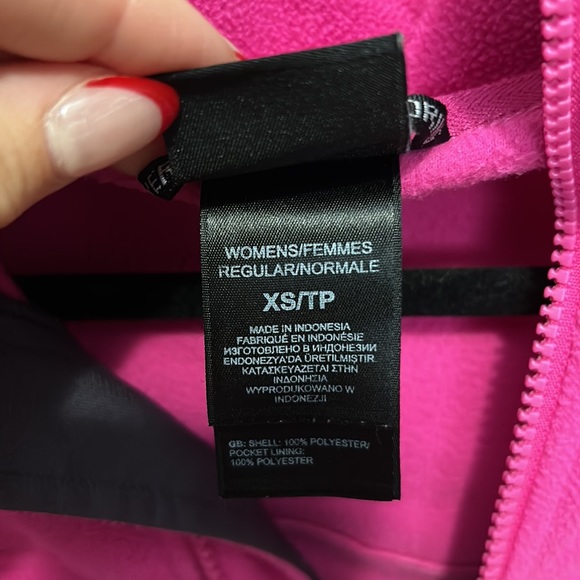 WOMENS/FEMMES
REGULAR/NORMALE
XS/TP
MADE IN INDONESIA
FABRIQUÉ EN INDONÉSIE
ИЗГОТОВЛЕНО В ИНДОНЕЗИИ
ENDONEZYA'DA ÜRETILMIŞTIR.
ΚΑΤΑΣΚΕΥΑΖΕΤΑΙ ΣΤΗΝ
ΙΝΔΟΝΗΣΙΑ
WYPRODUKOWANO W
INDONEZJI
GB: SHELL: 100% POLYESTER/
POCKET LINING:
100% POLYESTER